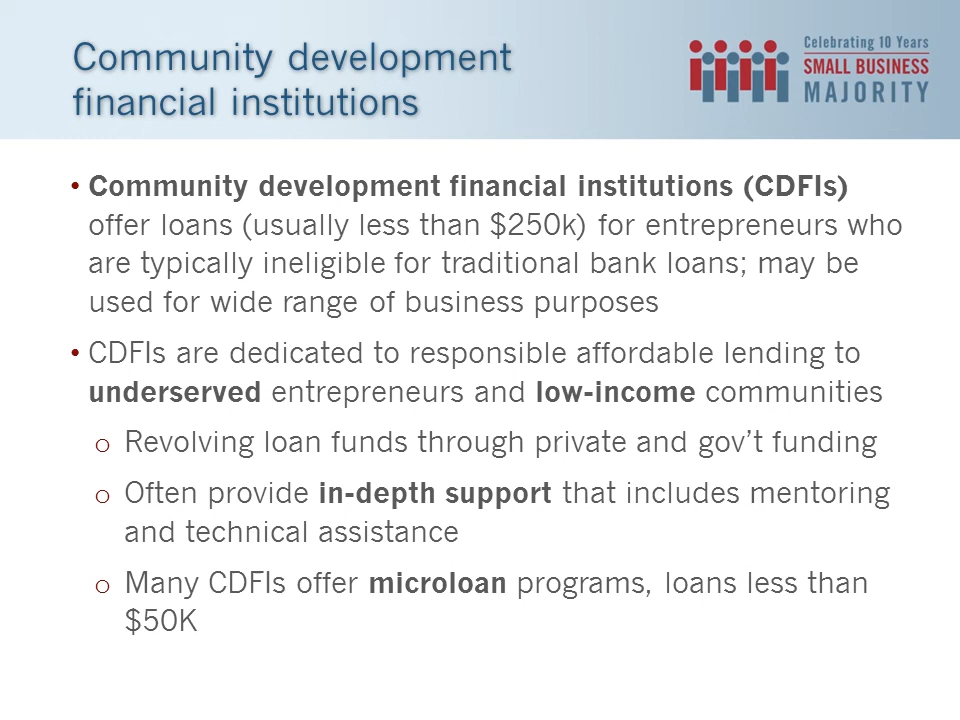 Community development
financial institutions
Celebrating 10 Years
SMALL BUSINESS
MAJORITY
• Community development financial institutions (CDFIs)
offer loans (usually less than $250k) for entrepreneurs who
are typically ineligible for traditional bank loans; may be
used for wide range of business purposes
• CDFIs are dedicated to responsible affordable lending to
underserved entrepreneurs and low-income communities
o Revolving loan funds through private and gov’t funding
o Often provide in-depth support that includes mentoring
and technical assistance
o Many CDFIs offer microloan programs, loans less than
$50K